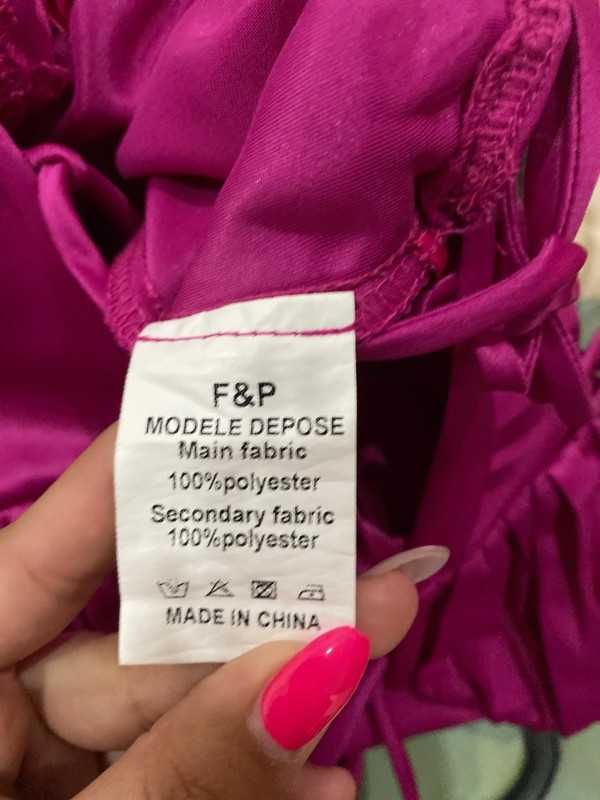 F&P
MODELE DEPOSE
Main fabric
100%polyester
Secondary fabric
100%polyester
MADE IN CHINA